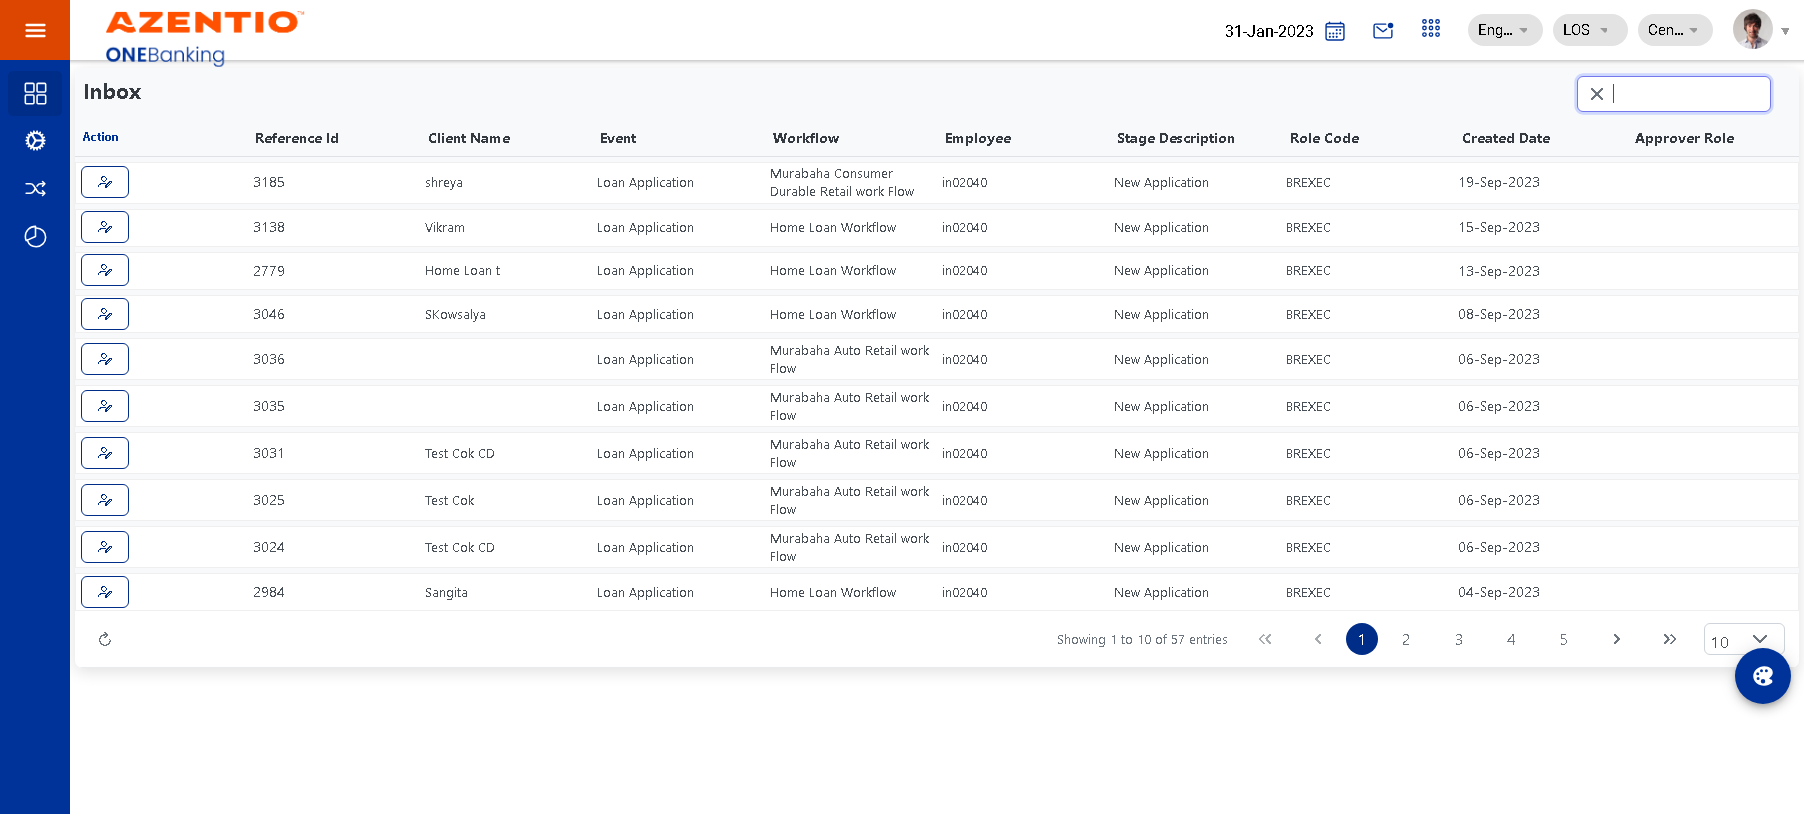 AZENTIO™
ONEBanking
31-Jan-2023 Eng... LOS Cen...
Inbox
Action Reference Id Client Name Event Workflow Employee Stage Description Role Code Created Date Approver Role
3185 shreya Loan Application Murabaha Consumer Durable Retail work Flow in02040 New Application BREXEC 19-Sep-2023
3138 Vikram Loan Application Home Loan Workflow in02040 New Application BREXEC 15-Sep-2023
2779 Home Loan t Loan Application Home Loan Workflow in02040 New Application BREXEC 13-Sep-2023
3046 SKowsalya Loan Application Home Loan Workflow in02040 New Application BREXEC 08-Sep-2023
3036 Loan Application Murabaha Auto Retail work Flow in02040 New Application BREXEC 06-Sep-2023
3035 Loan Application Murabaha Auto Retail work Flow in02040 New Application BREXEC 06-Sep-2023
3031 Test Cok CD Loan Application Murabaha Auto Retail work Flow in02040 New Application BREXEC 06-Sep-2023
3025 Test Cok Loan Application Murabaha Auto Retail work Flow in02040 New Application BREXEC 06-Sep-2023
3024 Test Cok CD Loan Application Murabaha Auto Retail work Flow in02040 New Application BREXEC 06-Sep-2023
2984 Sangita Loan Application Home Loan Workflow in02040 New Application BREXEC 04-Sep-2023
Showing 1 to 10 of 57 entries 1 2 3 4 5 10